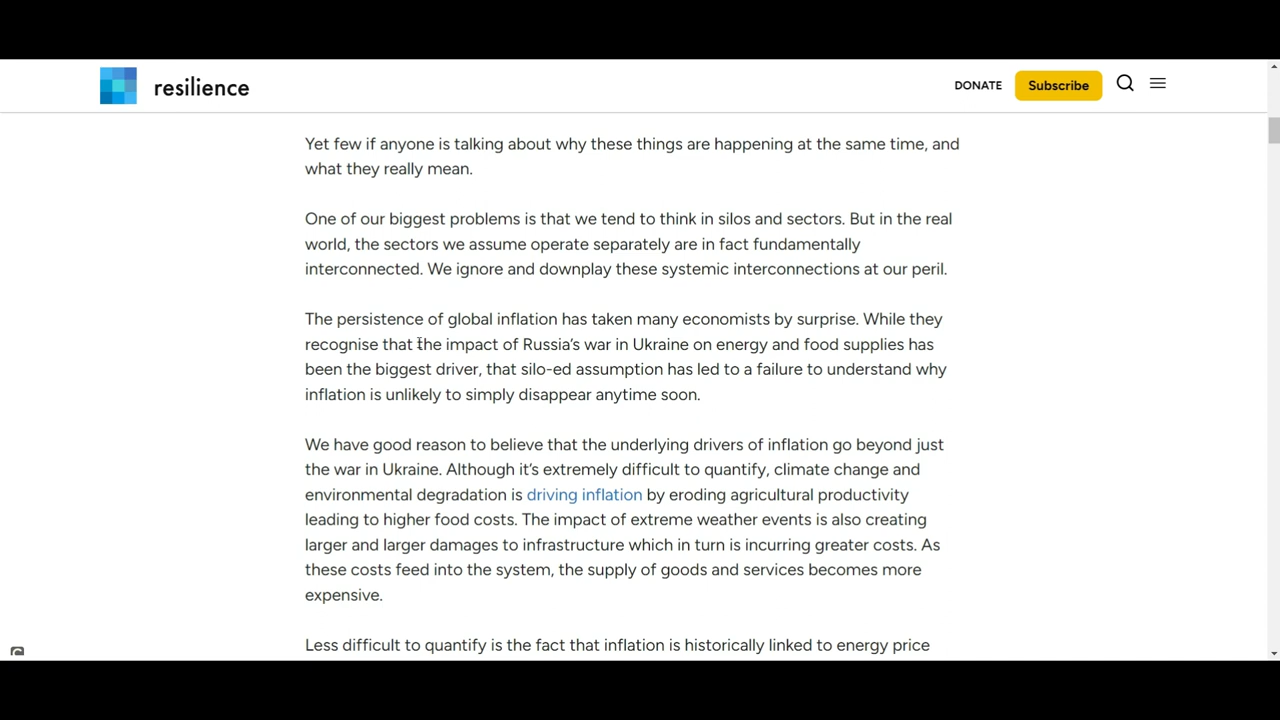 resilience
DONATE
Subscribe
Yet few if anyone is talking about why these things are happening at the same time, and
what they really mean.
One of our biggest problems is that we tend to think in silos and sectors. But in the real
world, the sectors we assume operate separately are in fact fundamentally
interconnected. We ignore and downplay these systemic interconnections at our peril.
The persistence of global inflation has taken many economists by surprise. While they
recognise that the impact of Russia’s war in Ukraine on energy and food supplies has
been the biggest driver, that silo-ed assumption has led to a failure to understand why
inflation is unlikely to simply disappear anytime soon.
We have good reason to believe that the underlying drivers of inflation go beyond just
the war in Ukraine. Although it’s extremely difficult to quantify, climate change and
environmental degradation is driving inflation by eroding agricultural productivity
leading to higher food costs. The impact of extreme weather events is also creating
larger and larger damages to infrastructure which in turn is incurring greater costs. As
these costs feed into the system, the supply of goods and services becomes more
expensive.
Less difficult to quantify is the fact that inflation is historically linked to energy price